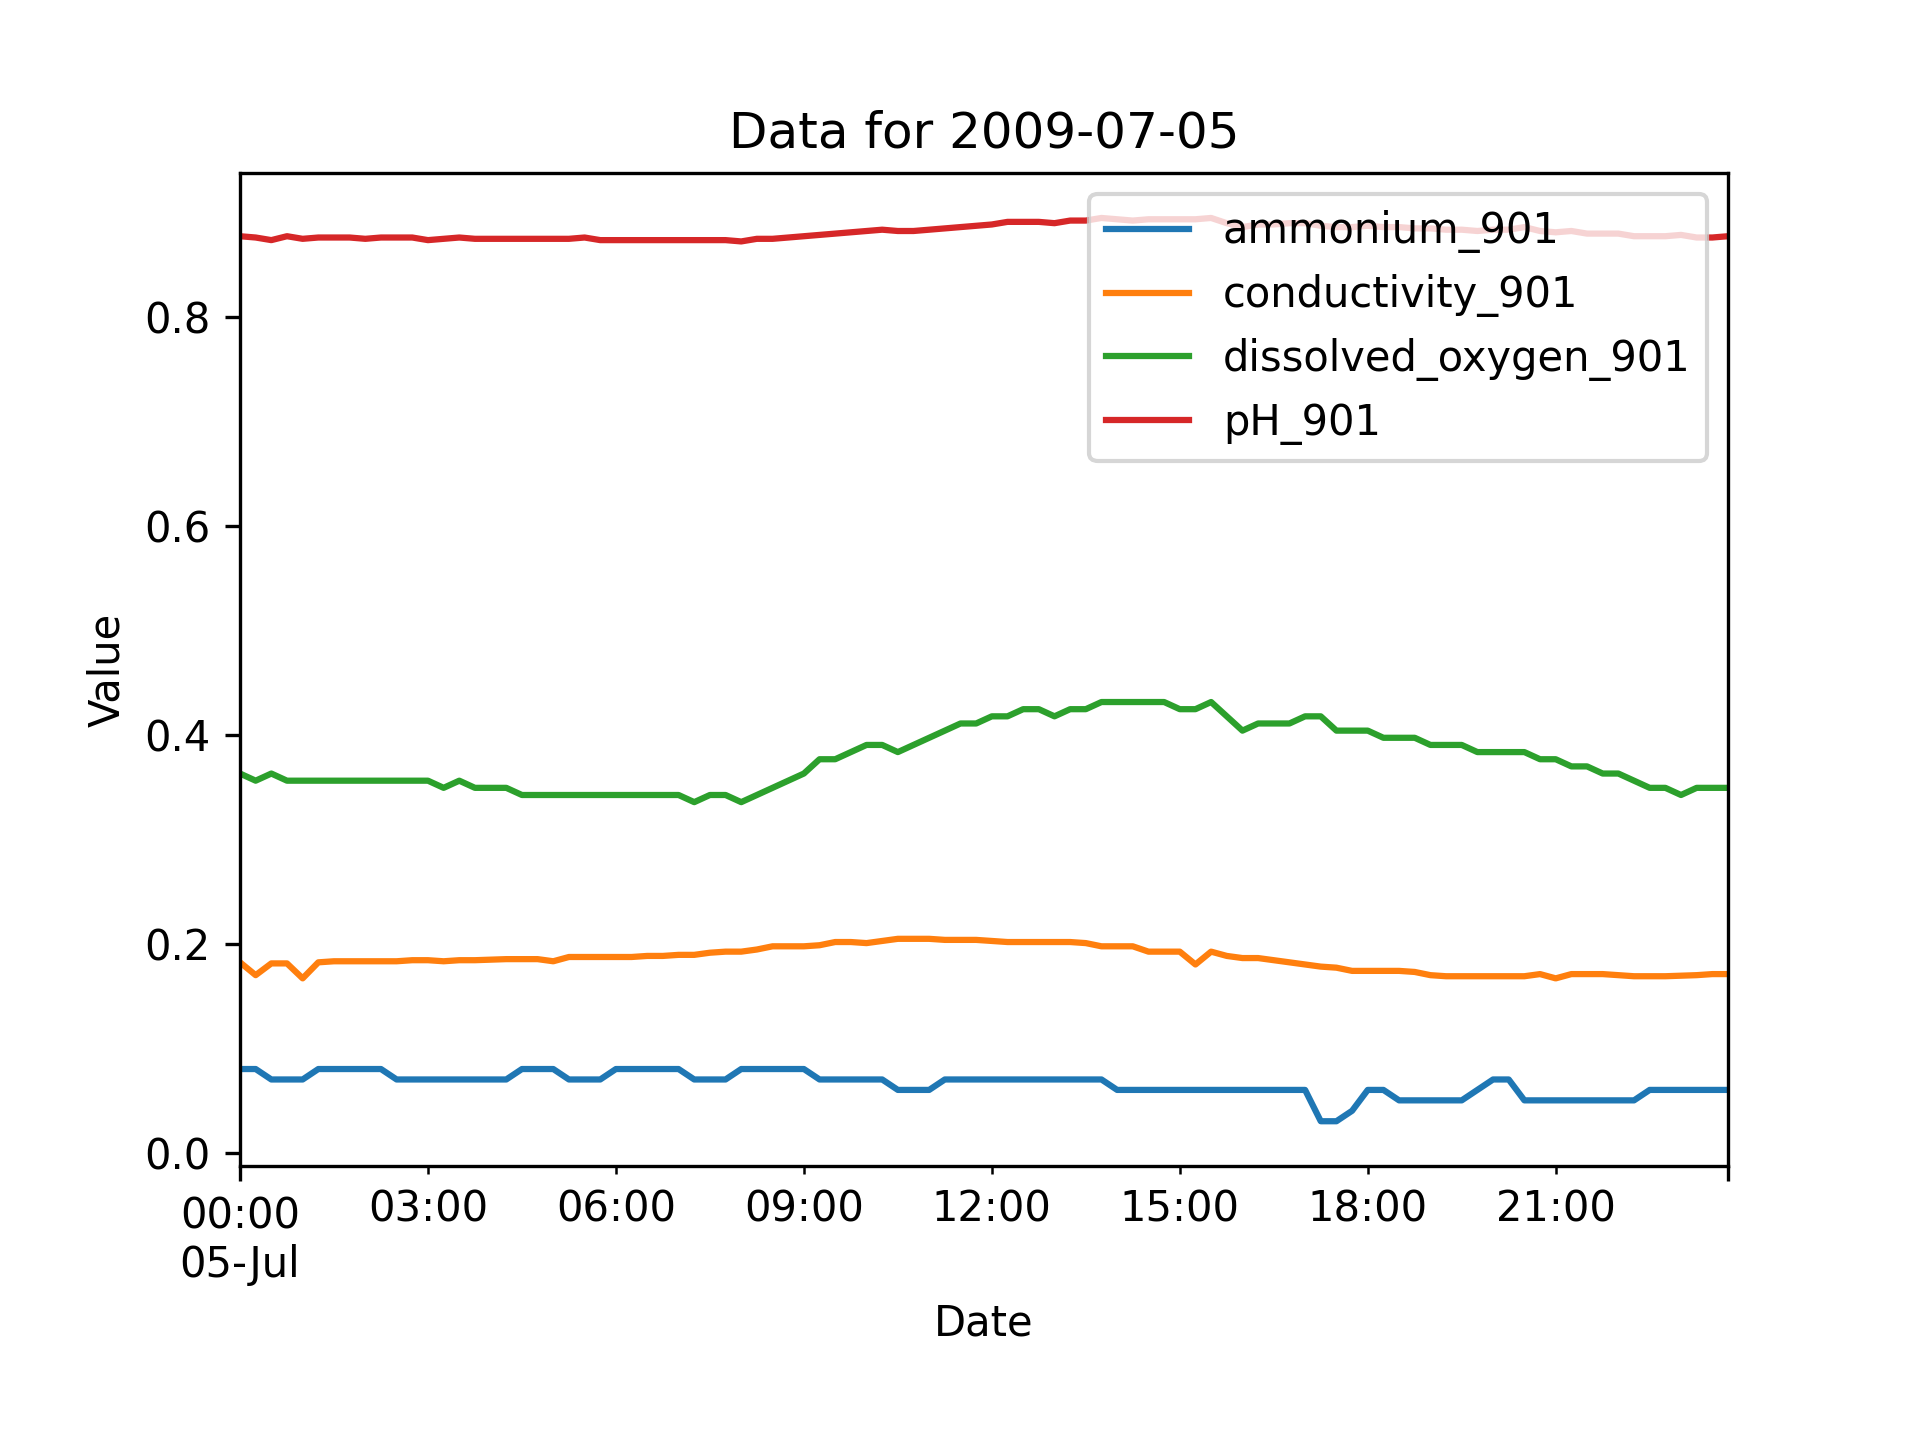 Data for 2009-07-05
ammonium_901
conductivity_901
dissolved_oxygen_901
pH_901
Value
0.8
0.6
0.4
0.2
0.0
00:00 03:00 06:00 09:00 12:00 15:00 18:00 21:00
05-Jul
Date